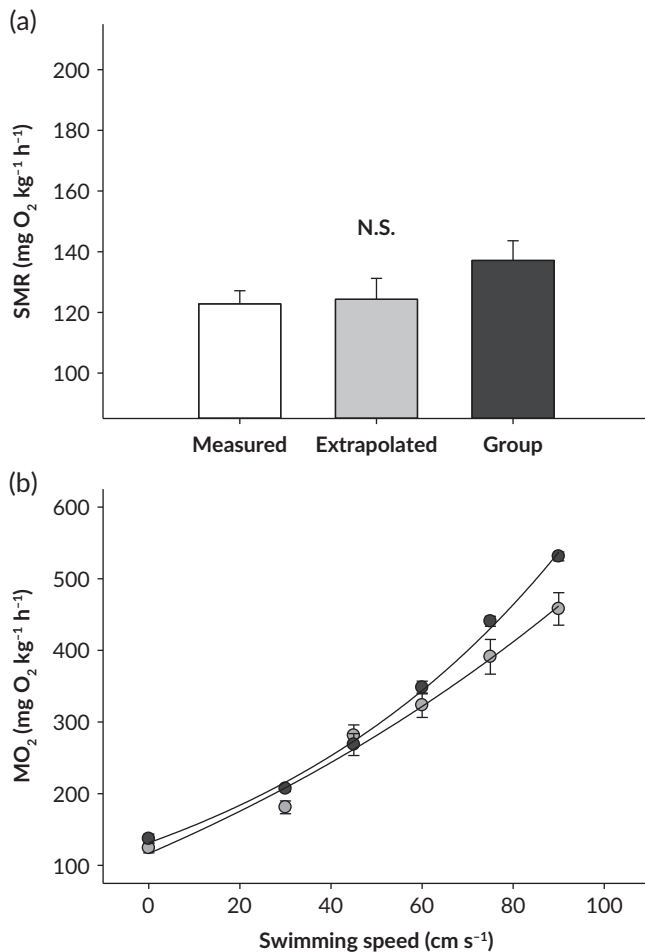 (a)
200
180
160
140
120
100
SMR (mg O₂ kg⁻¹ h⁻¹)
N.S.
Measured Extrapolated Group
(b)
600
500
400
300
200
100
MO₂ (mg O₂ kg⁻¹ h⁻¹)
0 20 40 60 80 100
Swimming speed (cm s⁻¹)